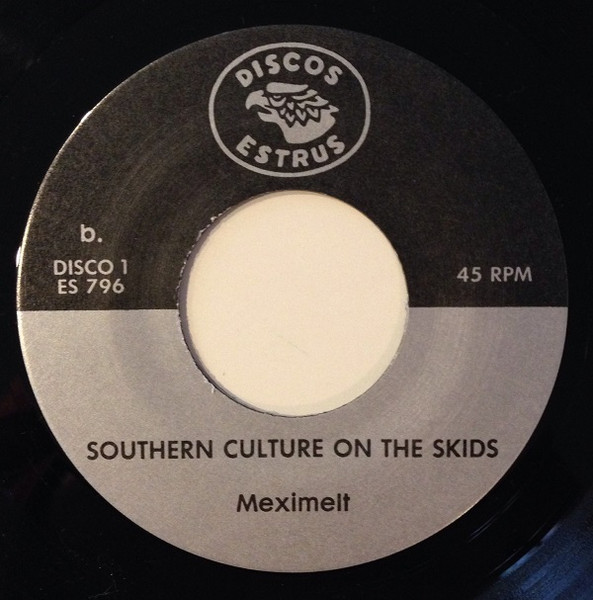 DISCOS
ESTRUS
b.
DISCO 1
ES 796
45 RPM
SOUTHERN CULTURE ON THE SKIDS
Meximelt